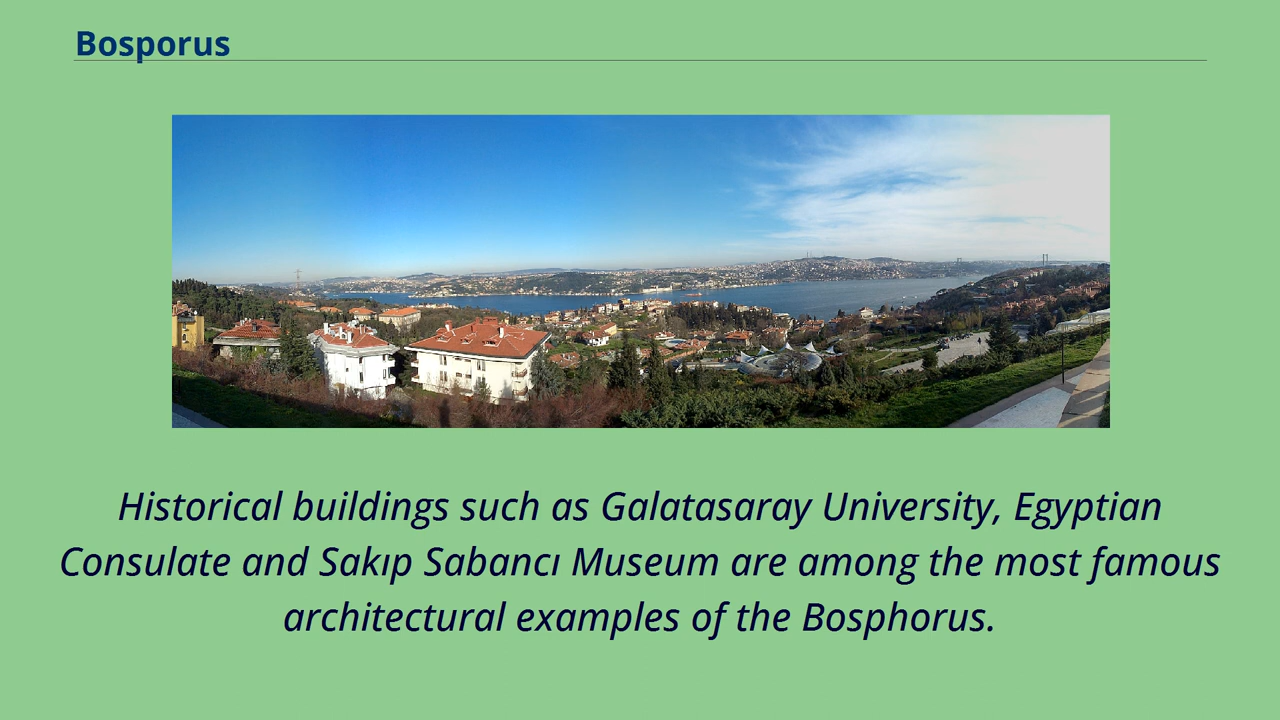 Bosporus
Historical buildings such as Galatasaray University, Egyptian
Consulate and Sakıp Sabancı Museum are among the most famous
architectural examples of the Bosphorus.